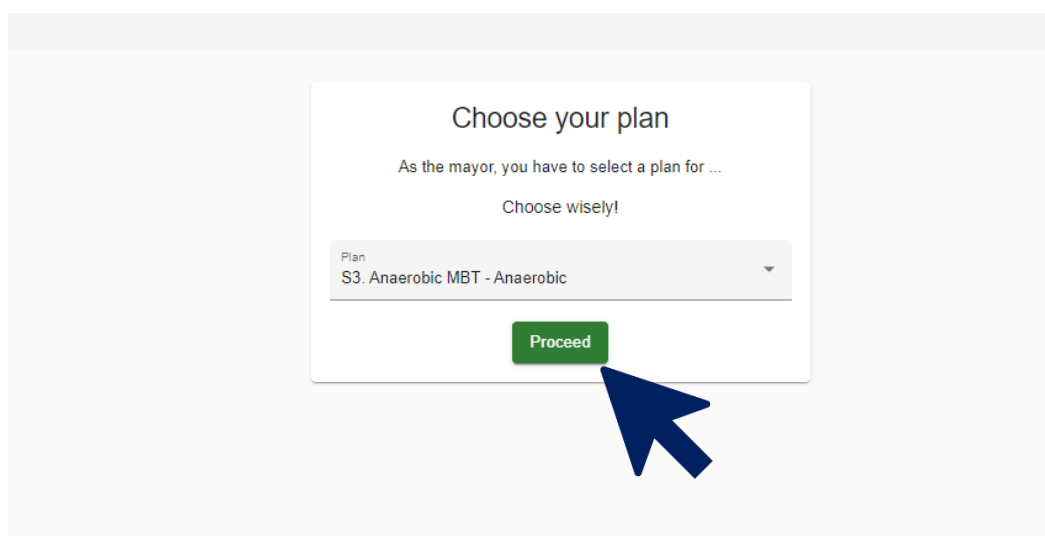 Choose your plan
As the mayor, you have to select a plan for ...
Choose wisely!
Plan
S3. Anaerobic MBT - Anaerobic
Proceed